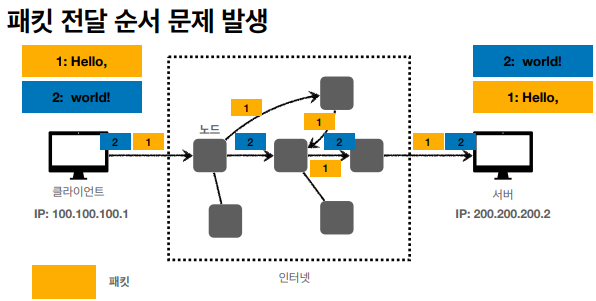 패킷 전달 순서 문제 발생
1: Hello,
2: world!
2: world!
1: Hello,
1
1
노드
2
1
2
2
1
1
2
1
클라이언트
IP: 100.100.100.1
서버
IP: 200.200.200.2
인터넷
패킷